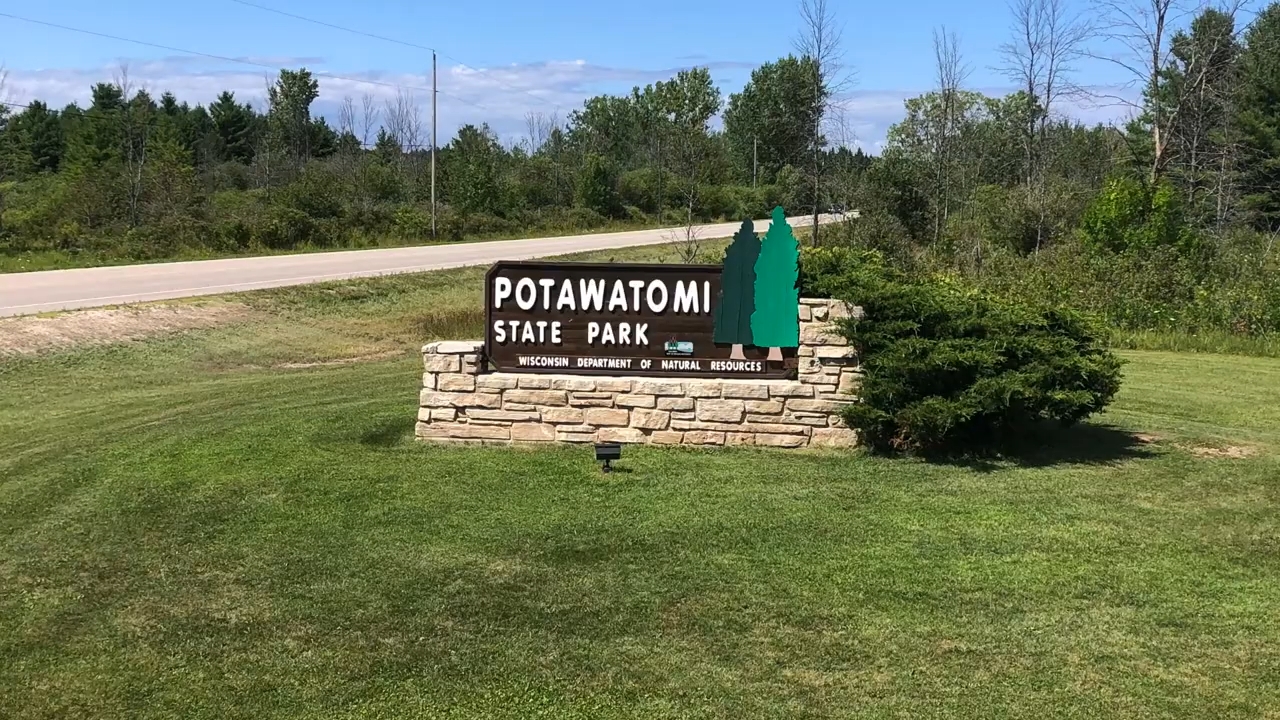 POTAWATOMI
STATE PARK
WISCONSIN DEPARTMENT OF NATURAL RESOURCES